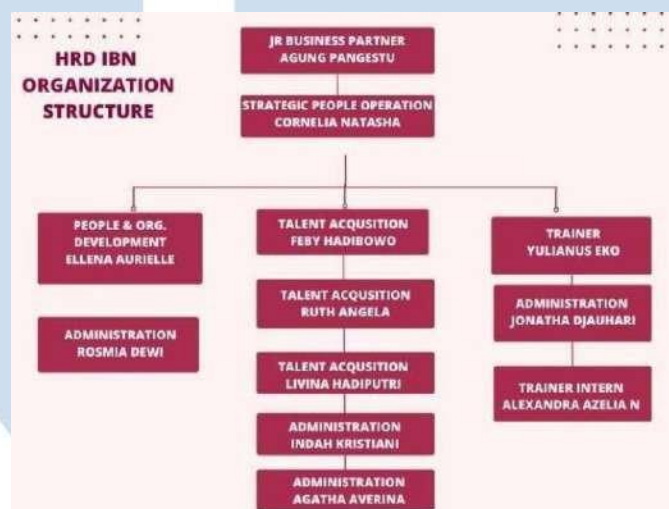 HRD IBN
ORGANIZATION
STRUCTURE
JR BUSINESS PARTNER
AGUNG PANGESTU
STRATEGIC PEOPLE OPERATION
CORNELIA NATASHA
PEOPLE & ORG.
DEVELOPMENT
ELLENA AURIELLE
ADMINISTRATION
ROSMIA DEWI
TALENT ACQUSITION
FEBY HADIBOWO
TALENT ACQUSITION
RUTH ANGELA
TALENT ACQUSITION
LIVINA HADIPUTRI
ADMINISTRATION
INDAH KRISTIANI
ADMINISTRATION
AGATHA AVERINA
TRAINER
YULIANUS EKO
ADMINISTRATION
JONATHA DJAUHARI
TRAINER INTERN
ALEXANDRA AZELIA N